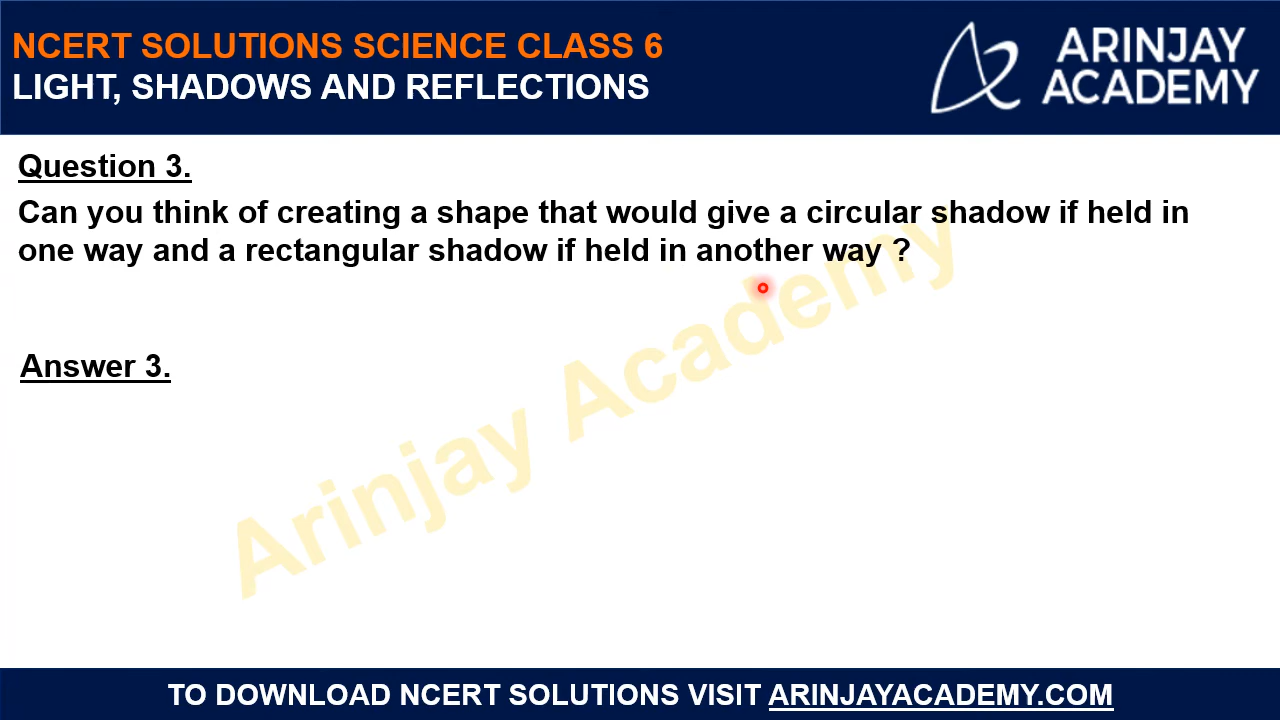 NCERT SOLUTIONS SCIENCE CLASS 6
LIGHT, SHADOWS AND REFLECTIONS
ARINJAY
ACADEMY
Question 3.
Can you think of creating a shape that would give a circular shadow if held in
one way and a rectangular shadow if held in another way ?
Answer 3.
Arinjay Academy
TO DOWNLOAD NCERT SOLUTIONS VISIT ARINJAYACADEMY.COM